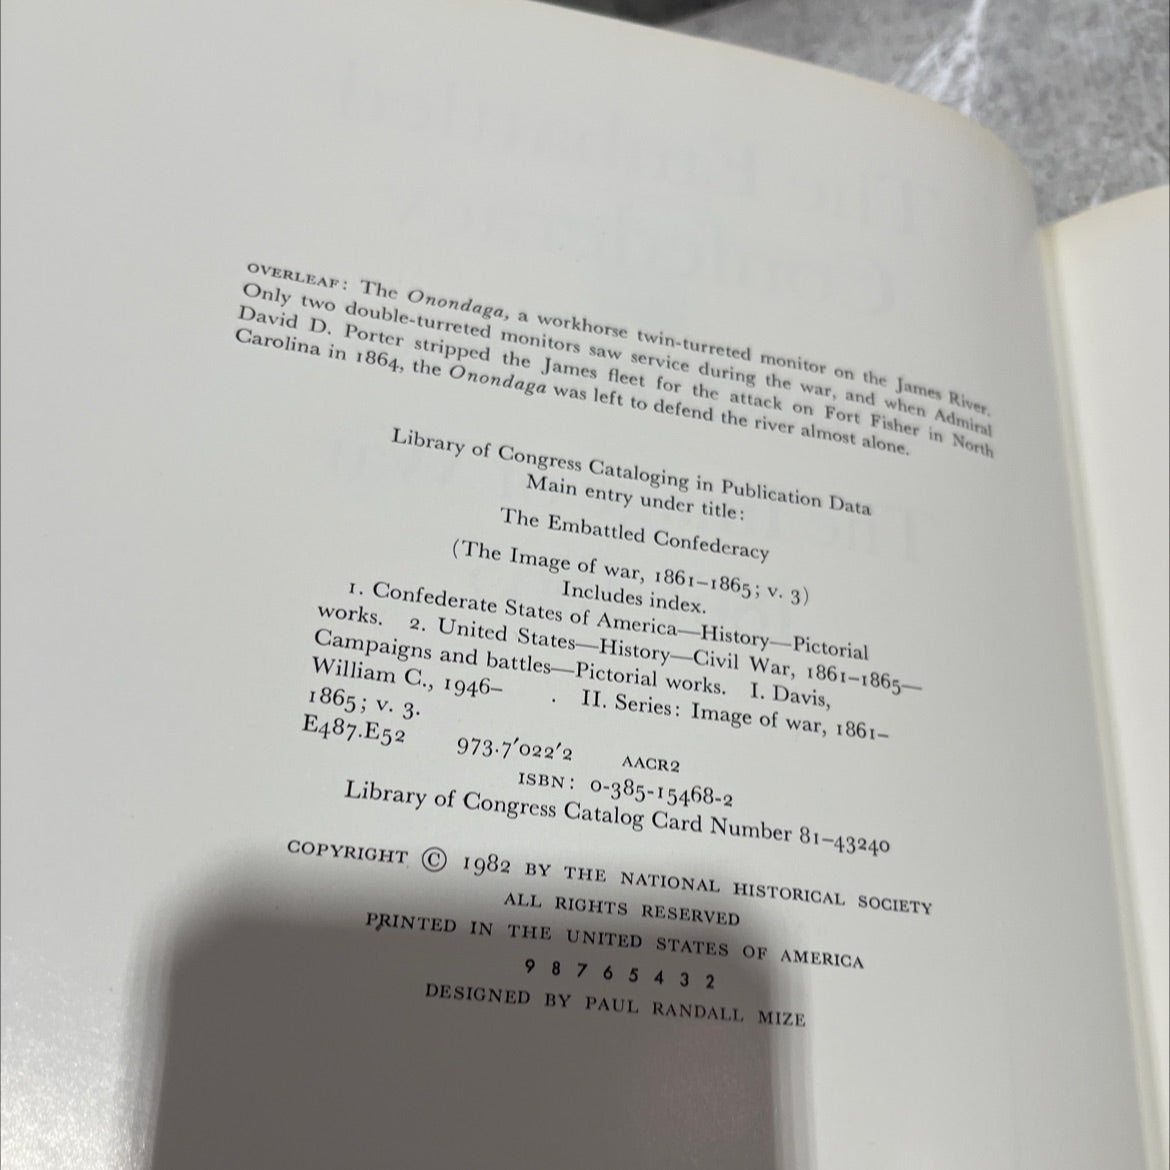 OVERLEAF: The Onondaga, a workhorse twin-turreted monitor on the James River.
Only two double-turreted monitors saw service during the war, and when Admiral
David D. Porter stripped the James fleet for the attack on Fort Fisher in North
Carolina in 1864, the Onondaga was left to defend the river almost alone.
Library of Congress Cataloging in Publication Data
Main entry under title:
The Embattled Confederacy
(The Image of war, 1861–1865; v. 3)
Includes index.
1. Confederate States of America—History—Pictorial
works. 2. United States—History—Civil War, 1861–1865—
Campaigns and battles—Pictorial works. I. Davis,
William C., 1946– . II. Series: Image of war, 1861–
1865; v. 3.
E487.E52 973.7′022′2 AACR2
ISBN: 0-385-15468-2
Library of Congress Catalog Card Number 81–43240
COPYRIGHT © 1982 BY THE NATIONAL HISTORICAL SOCIETY
ALL RIGHTS RESERVED
PRINTED IN THE UNITED STATES OF AMERICA
9 8 7 6 5 4 3 2
DESIGNED BY PAUL RANDALL MIZE